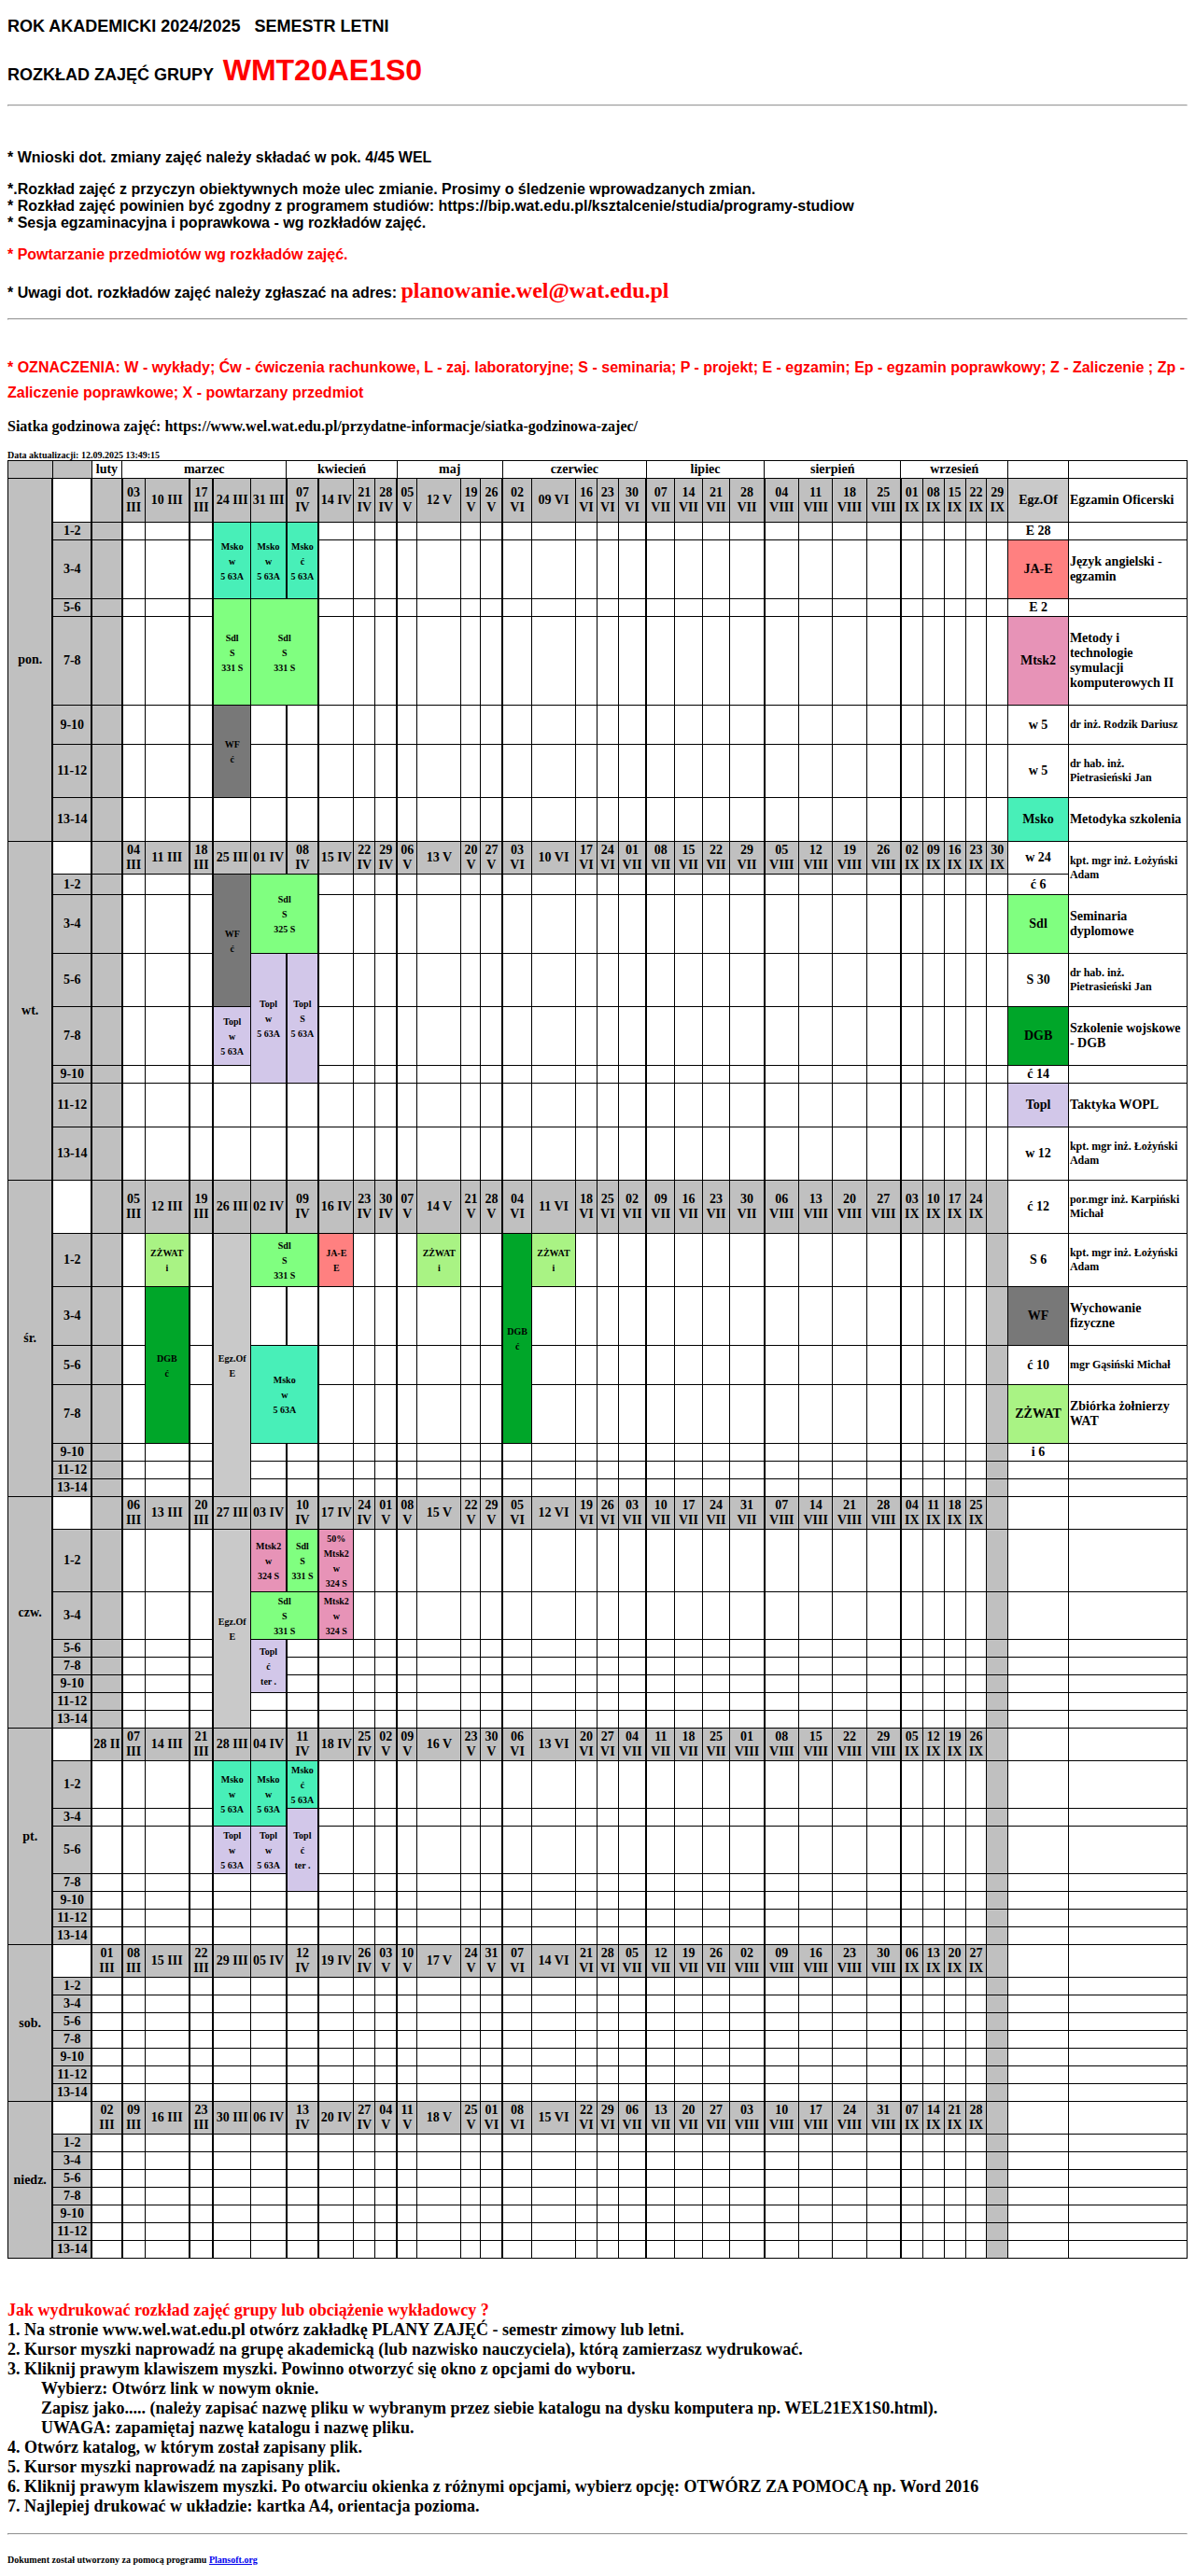 ROK AKADEMICKI 2024/2025 SEMESTR LETNI
ROZKŁAD ZAJĘĆ GRUPY WMT20AE1S0
* Wnioski dot. zmiany zajęć należy składać w pok. 4/45 WEL
*.Rozkład zajęć z przyczyn obiektywnych może ulec zmianie. Prosimy o śledzenie wprowadzanych zmian.
* Rozkład zajęć powinien być zgodny z programem studiów: https://bip.wat.edu.pl/ksztalcenie/studia/programy-studiow
* Sesja egzaminacyjna i poprawkowa - wg rozkładów zajęć.
* Powtarzanie przedmiotów wg rozkładów zajęć.
* Uwagi dot. rozkładów zajęć należy zgłaszać na adres: planowanie.wel@wat.edu.pl
* OZNACZENIA: W - wykłady; Ćw - ćwiczenia rachunkowe, L - zaj. laboratoryjne; S - seminaria; P - projekt; E - egzamin; Ep - egzamin poprawkowy; Z - Zaliczenie ; Zp -
Zaliczenie poprawkowe; X - powtarzany przedmiot
Siatka godzinowa zajęć: https://www.wel.wat.edu.pl/przydatne-informacje/siatka-godzinowa-zajec/
Data aktualizacji: 12.09.2025 13:49:15
luty marzec kwiecień maj czerwiec lipiec sierpień wrzesień
pon. 03 III 10 III 17 III 24 III 31 III 07 IV 14 IV 21 IV 28 IV 05 V 12 V 19 V 26 V 02 VI 09 VI 16 VI 23 VI 30 VI 07 VII 14 VII 21 VII 28 VII 04 VIII 11 VIII 18 VIII 25 VIII 01 IX 08 IX 15 IX 22 IX 29 IX Egz.Of Egzamin Oficerski
1-2 Msko w 5 63A Msko w 5 63A Msko ć 5 63A E 28
3-4 JA-E Język angielski - egzamin
5-6 Sdl S 331 S Sdl S 331 S E 2
7-8 Mtsk2 Metody i technologie symulacji komputerowych II
9-10 WF ć w 5 dr inż. Rodzik Dariusz
11-12 w 5 dr hab. inż. Pietrasieński Jan
13-14 Msko Metodyka szkolenia
wt. 04 III 11 III 18 III 25 III 01 IV 08 IV 15 IV 22 IV 29 IV 06 V 13 V 20 V 27 V 03 VI 10 VI 17 VI 24 VI 01 VII 08 VII 15 VII 22 VII 29 VII 05 VIII 12 VIII 19 VIII 26 VIII 02 IX 09 IX 16 IX 23 IX 30 IX w 24 kpt. mgr inż. Łożyński Adam
1-2 WF ć Sdl S 325 S ć 6
3-4 Sdl Seminaria dyplomowe
5-6 Topl w 5 63A Topl S 5 63A S 30 dr hab. inż. Pietrasieński Jan
7-8 Topl w 5 63A DGB Szkolenie wojskowe - DGB
9-10 ć 14
11-12 Topl Taktyka WOPL
13-14 w 12 kpt. mgr inż. Łożyński Adam
śr. 05 III 12 III 19 III 26 III 02 IV 09 IV 16 IV 23 IV 30 IV 07 V 14 V 21 V 28 V 04 VI 11 VI 18 VI 25 VI 02 VII 09 VII 16 VII 23 VII 30 VII 06 VIII 13 VIII 20 VIII 27 VIII 03 IX 10 IX 17 IX 24 IX ć 12 por.mgr inż. Karpiński Michał
1-2 ZŻWAT i Egz.Of E Sdl S 331 S JA-E E ZŻWAT i DGB ć ZŻWAT i S 6 kpt. mgr inż. Łożyński Adam
3-4 DGB ć WF Wychowanie fizyczne
5-6 Msko w 5 63A ć 10 mgr Gąsiński Michał
7-8 ZŻWAT Zbiórka żołnierzy WAT
9-10 i 6
11-12
13-14
czw. 06 III 13 III 20 III 27 III 03 IV 10 IV 17 IV 24 IV 01 V 08 V 15 V 22 V 29 V 05 VI 12 VI 19 VI 26 VI 03 VII 10 VII 17 VII 24 VII 31 VII 07 VIII 14 VIII 21 VIII 28 VIII 04 IX 11 IX 18 IX 25 IX
1-2 Egz.Of E Mtsk2 w 324 S Sdl S 331 S 50% Mtsk2 w 324 S
3-4 Sdl S 331 S Mtsk2 w 324 S
5-6 Topl ć ter .
7-8
9-10
11-12
13-14
pt. 28 II 07 III 14 III 21 III 28 III 04 IV 11 IV 18 IV 25 IV 02 V 09 V 16 V 23 V 30 V 06 VI 13 VI 20 VI 27 VI 04 VII 11 VII 18 VII 25 VII 01 VIII 08 VIII 15 VIII 22 VIII 29 VIII 05 IX 12 IX 19 IX 26 IX
1-2 Msko w 5 63A Msko w 5 63A Msko ć 5 63A
3-4 Topl ć ter .
5-6 Topl w 5 63A Topl w 5 63A
7-8
9-10
11-12
13-14
sob. 01 III 08 III 15 III 22 III 29 III 05 IV 12 IV 19 IV 26 IV 03 V 10 V 17 V 24 V 31 V 07 VI 14 VI 21 VI 28 VI 05 VII 12 VII 19 VII 26 VII 02 VIII 09 VIII 16 VIII 23 VIII 30 VIII 06 IX 13 IX 20 IX 27 IX
1-2
3-4
5-6
7-8
9-10
11-12
13-14
niedz. 02 III 09 III 16 III 23 III 30 III 06 IV 13 IV 20 IV 27 IV 04 V 11 V 18 V 25 V 01 VI 08 VI 15 VI 22 VI 29 VI 06 VII 13 VII 20 VII 27 VII 03 VIII 10 VIII 17 VIII 24 VIII 31 VIII 07 IX 14 IX 21 IX 28 IX
1-2
3-4
5-6
7-8
9-10
11-12
13-14
Jak wydrukować rozkład zajęć grupy lub obciążenie wykładowcy ?
1. Na stronie www.wel.wat.edu.pl otwórz zakładkę PLANY ZAJĘĆ - semestr zimowy lub letni.
2. Kursor myszki naprowadź na grupę akademicką (lub nazwisko nauczyciela), którą zamierzasz wydrukować.
3. Kliknij prawym klawiszem myszki. Powinno otworzyć się okno z opcjami do wyboru.
Wybierz: Otwórz link w nowym oknie.
Zapisz jako..... (należy zapisać nazwę pliku w wybranym przez siebie katalogu na dysku komputera np. WEL21EX1S0.html).
UWAGA: zapamiętaj nazwę katalogu i nazwę pliku.
4. Otwórz katalog, w którym został zapisany plik.
5. Kursor myszki naprowadź na zapisany plik.
6. Kliknij prawym klawiszem myszki. Po otwarciu okienka z różnymi opcjami, wybierz opcję: OTWÓRZ ZA POMOCĄ np. Word 2016
7. Najlepiej drukować w układzie: kartka A4, orientacja pozioma.
Dokument został utworzony za pomocą programu Plansoft.org